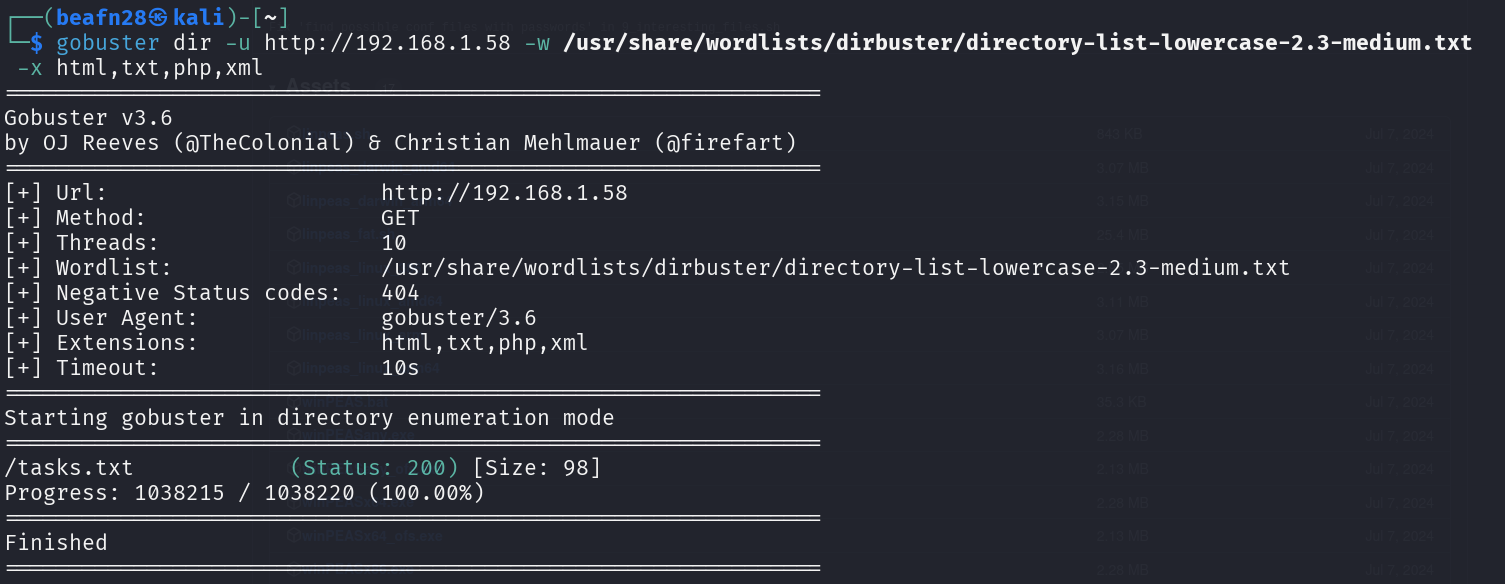 ┌──(beafn28㉿kali)-[~]
└─$ gobuster dir -u http://192.168.1.58 -w /usr/share/wordlists/dirbuster/directory-list-lowercase-2.3-medium.txt
-x html,txt,php,xml
===============================================================
Gobuster v3.6
by OJ Reeves (@TheColonial) & Christian Mehlmauer (@firefart)
===============================================================
[+] Url:                     http://192.168.1.58
[+] Method:                  GET
[+] Threads:                 10
[+] Wordlist:                /usr/share/wordlists/dirbuster/directory-list-lowercase-2.3-medium.txt
[+] Negative Status codes:   404
[+] User Agent:              gobuster/3.6
[+] Extensions:              html,txt,php,xml
[+] Timeout:                 10s
===============================================================
Starting gobuster in directory enumeration mode
===============================================================
/tasks.txt            (Status: 200) [Size: 98]
Progress: 1038215 / 1038220 (100.00%)
===============================================================
Finished
===============================================================